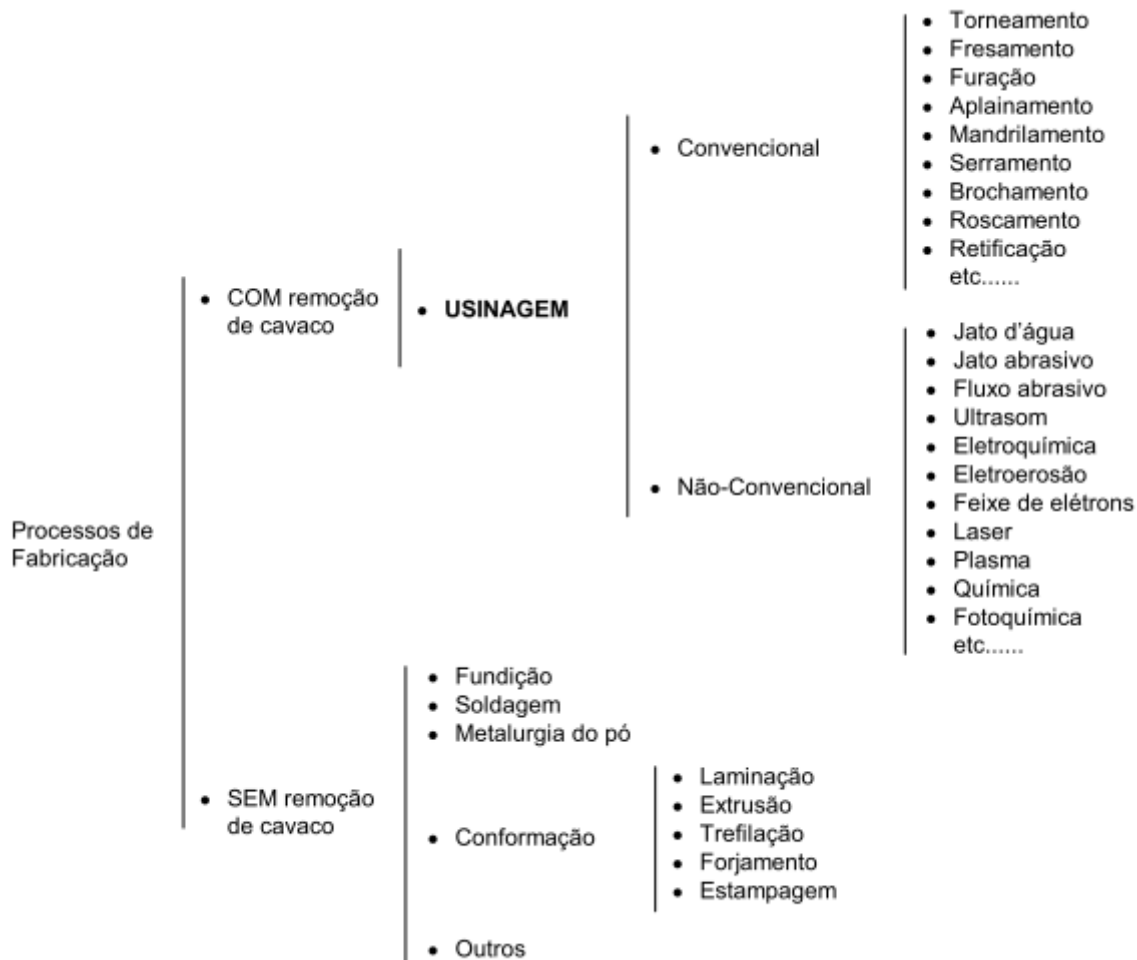 Processos de
Fabricação
• COM remoção
de cavaco
• USINAGEM
• Convencional
• Torneamento
• Fresamento
• Furação
• Aplainamento
• Mandrilamento
• Serramento
• Brochamento
• Roscamento
• Retificação
etc......
• Não-Convencional
• Jato d’água
• Jato abrasivo
• Fluxo abrasivo
• Ultrasom
• Eletroquímica
• Eletroerosão
• Feixe de elétrons
• Laser
• Plasma
• Química
• Fotoquímica
etc......
• SEM remoção
de cavaco
• Fundição
• Soldagem
• Metalurgia do pó
• Conformação
• Laminação
• Extrusão
• Trefilação
• Forjamento
• Estampagem
• Outros